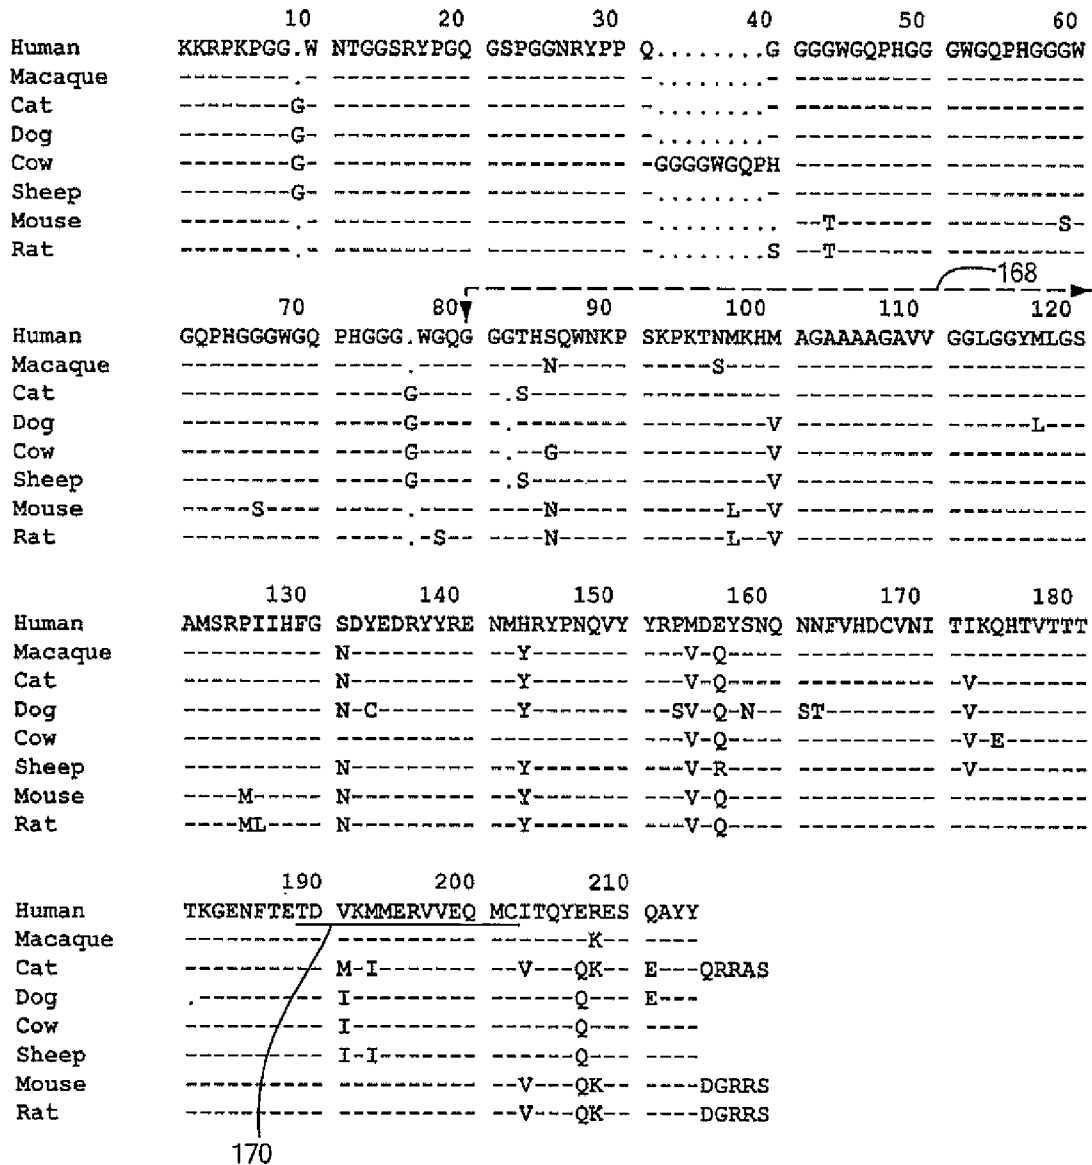 10 20 30 40 50 60
Human KKRPKPGG.W NTGGSRYPGQ GSPGGNRYPP Q........G GGGWGQPHGG GWGQPHGGGW
Macaque --------.- ---------- ---------- -........- ---------- ----------
Cat --------G- ---------- ---------- -........- ---------- ----------
Dog --------G- ---------- ---------- -........- ---------- ----------
Cow --------G- ---------- ---------- -GGGGWGQPH ---------- ----------
Sheep --------G- ---------- ---------- -........- ---------- ----------
Mouse --------.- ---------- ---------- -......... --T------- --------S-
Rat --------.- ---------- ---------- -........S --T------- ----------
168
70 80 90 100 110 120
Human GQPHGGGWGQ PHGGG.WGQG GGTHSQWNKP SKPKTNMKHM AGAAAAGAVV GGLGGYMLGS
Macaque ---------- -----.---- ----N----- -----S---- ---------- ----------
Cat ---------- -----G---- -.S------- ---------- ---------- ----------
Dog ---------- -----G---- -.-------- ---------V ---------- ------L---
Cow ---------- -----G---- -.--G----- ---------V ---------- ----------
Sheep ---------- -----G---- -.S------- ---------V ---------- ----------
Mouse -----S---- -----.---- ----N----- ------L--V ---------- ----------
Rat ---------- -----.-S-- ----N----- ------L--V ---------- ----------
130 140 150 160 170 180
Human AMSRPIIHFG SDYEDRYYRE NMHRYPNQVY YRPMDEYSNQ NNFVHDCVNI TIKQHTVTTT
Macaque ---------- N--------- --Y------- ---V-Q---- ---------- ----------
Cat ---------- N--------- --Y------- ---V-Q---- ---------- -V--------
Dog ---------- N-C------- --Y------- --SV-Q-N-- ST-------- -V--------
Cow ---------- ---------- ---------- ---V-Q---- ---------- -V-E------
Sheep ---------- N--------- --Y------- ---V-R---- ---------- -V--------
Mouse ----M----- N--------- --Y------- ---V-Q---- ---------- ----------
Rat ----ML---- N--------- --Y------- ---V-Q---- ---------- ----------
190 200 210
Human TKGENFTETD VKMMERVVEQ MCITQYERES QAYY
Macaque ---------- ---------- -------K-- ----
Cat ---------- M-I------- --V---QK-- E---QRRAS
Dog .--------- I--------- ------Q--- E---
Cow ---------- I--------- ------Q--- ----
Sheep ---------- I-I------- ------Q--- ----
Mouse ---------- ---------- --V---QK-- ----DGRRS
Rat ---------- ---------- --V---QK-- ----DGRRS
170